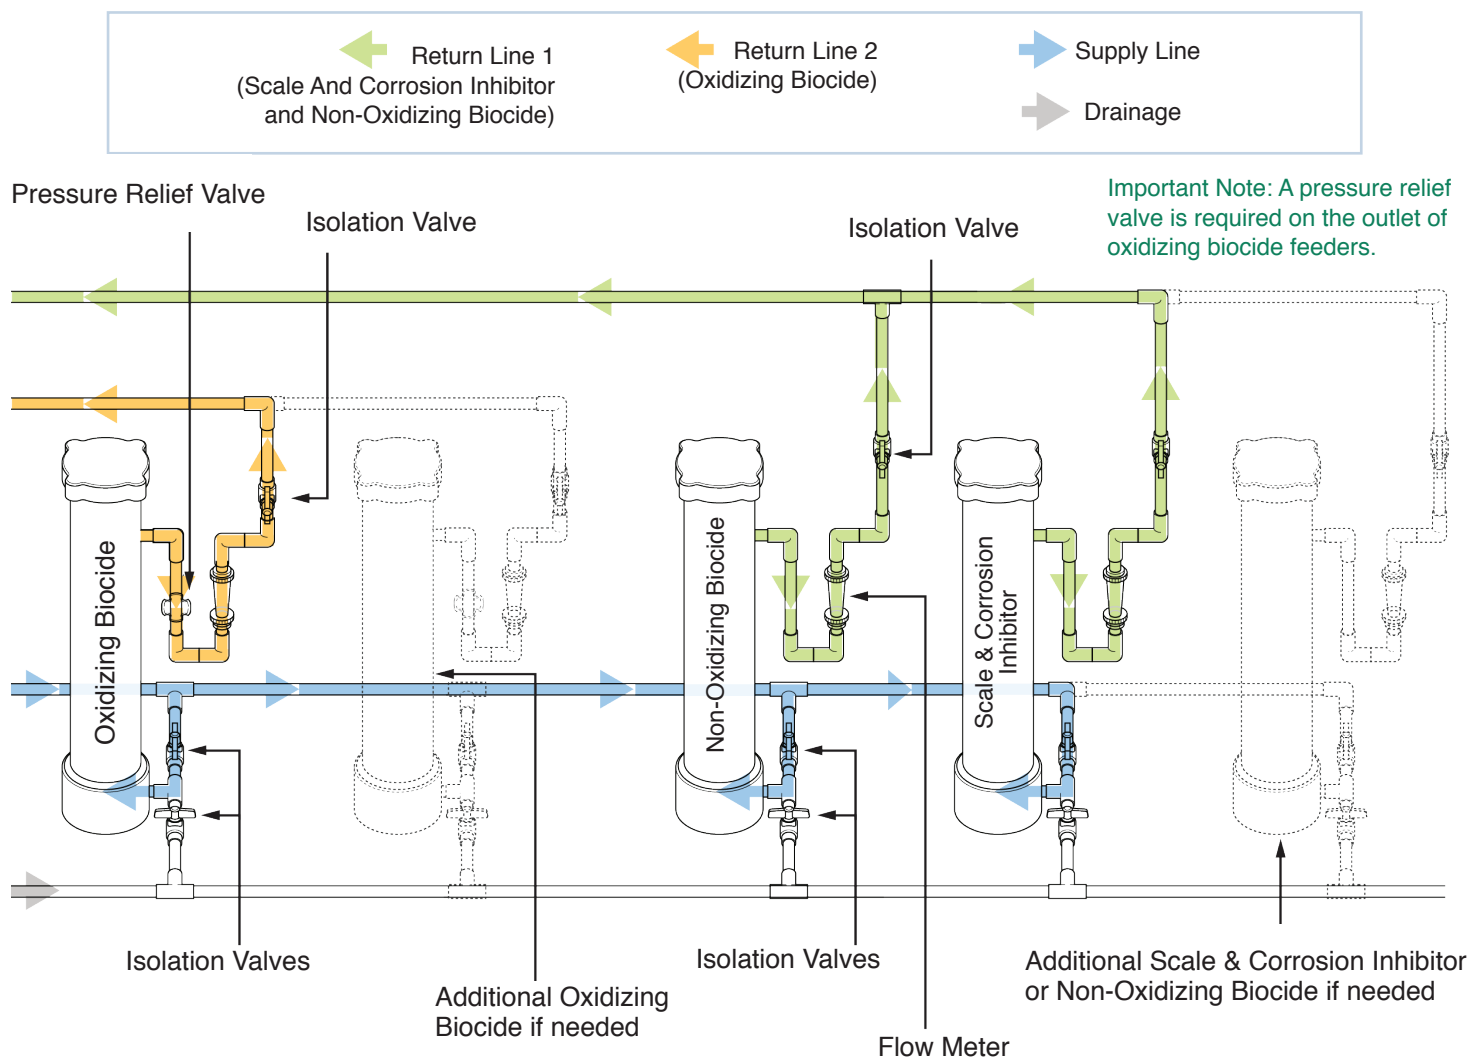 Return Line 1
(Scale And Corrosion Inhibitor
and Non-Oxidizing Biocide)
Return Line 2
(Oxidizing Biocide)
Supply Line
Drainage
Pressure Relief Valve
Isolation Valve
Isolation Valve
Important Note: A pressure relief
valve is required on the outlet of
oxidizing biocide feeders.
Oxidizing Biocide
Non-Oxidizing Biocide
Scale & Corrosion
Inhibitor
Isolation Valves
Additional Oxidizing
Biocide if needed
Isolation Valves
Flow Meter
Additional Scale & Corrosion Inhibitor
or Non-Oxidizing Biocide if needed